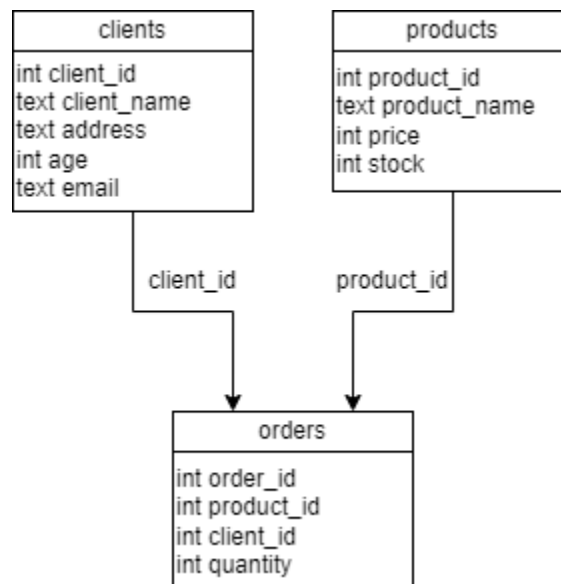 clients
int client_id
text client_name
text address
int age
text email
products
int product_id
text product_name
int price
int stock
client_id
product_id
orders
int order_id
int product_id
int client_id
int quantity